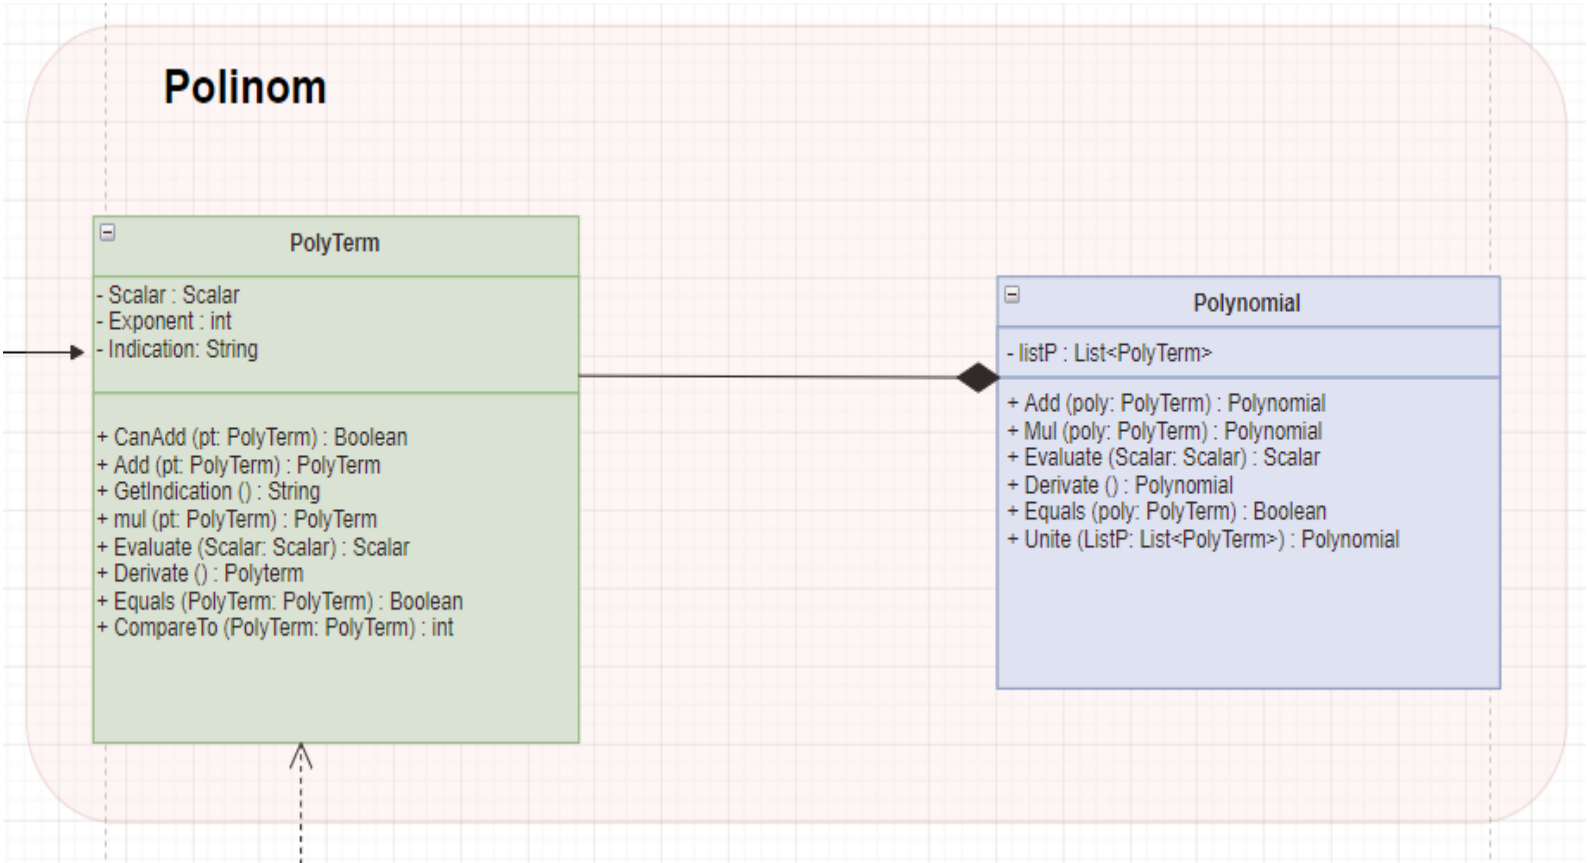 Polinom
PolyTerm
- Scalar : Scalar
- Exponent : int
- Indication: String
+ CanAdd (pt: PolyTerm) : Boolean
+ Add (pt: PolyTerm) : PolyTerm
+ GetIndication () : String
+ mul (pt: PolyTerm) : PolyTerm
+ Evaluate (Scalar: Scalar) : Scalar
+ Derivate () : Polyterm
+ Equals (PolyTerm: PolyTerm) : Boolean
+ CompareTo (PolyTerm: PolyTerm) : int
Polynomial
- listP : List<PolyTerm>
+ Add (poly: PolyTerm) : Polynomial
+ Mul (poly: PolyTerm) : Polynomial
+ Evaluate (Scalar: Scalar) : Scalar
+ Derivate () : Polynomial
+ Equals (poly: PolyTerm) : Boolean
+ Unite (ListP: List<PolyTerm>) : Polynomial